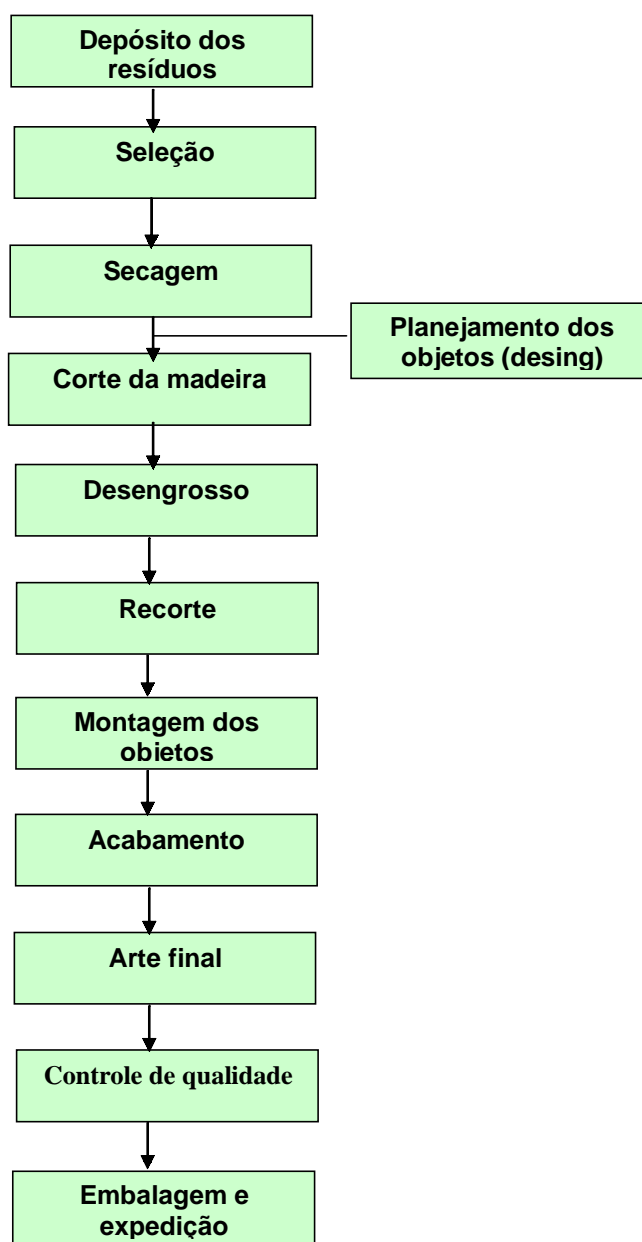 Depósito dos
resíduos
Seleção
Secagem
Planejamento dos
objetos (desing)
Corte da madeira
Desengrosso
Recorte
Montagem dos
objetos
Acabamento
Arte final
Controle de qualidade
Embalagem e
expedição